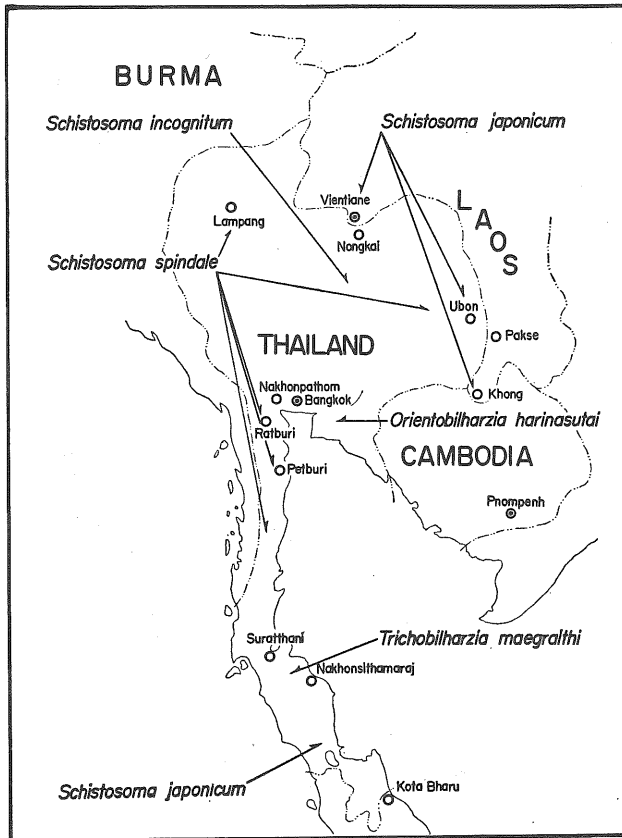 BURMA
Schistosoma incognitum
Schistosoma japonicum
Vientiane
Lampang
Nongkai
LAOS
Schistosoma spindale
Ubon
Pakse
THAILAND
Nakhonpathom
Bangkok
Khong
Ratburi
Orientobilharzia harinasutai
CAMBODIA
Petburi
Pnompenh
Suratthani
Trichobilharzia maegraithi
Nakhonsithamaraj
Schistosoma japonicum
Kota Bharu